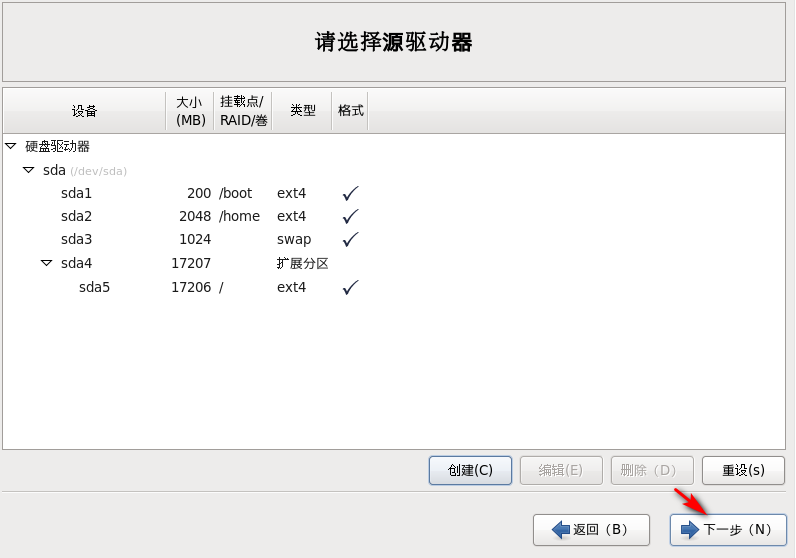 请选择源驱动器
设备 大小(MB) 挂载点/RAID/卷 类型 格式
硬盘驱动器
sda (/dev/sda)
sda1 200 /boot ext4
sda2 2048 /home ext4
sda3 1024 swap
sda4 17207 扩展分区
sda5 17206 / ext4
创建(C) 编辑(E) 删除（D） 重设(s)
返回（B） 下一步（N）